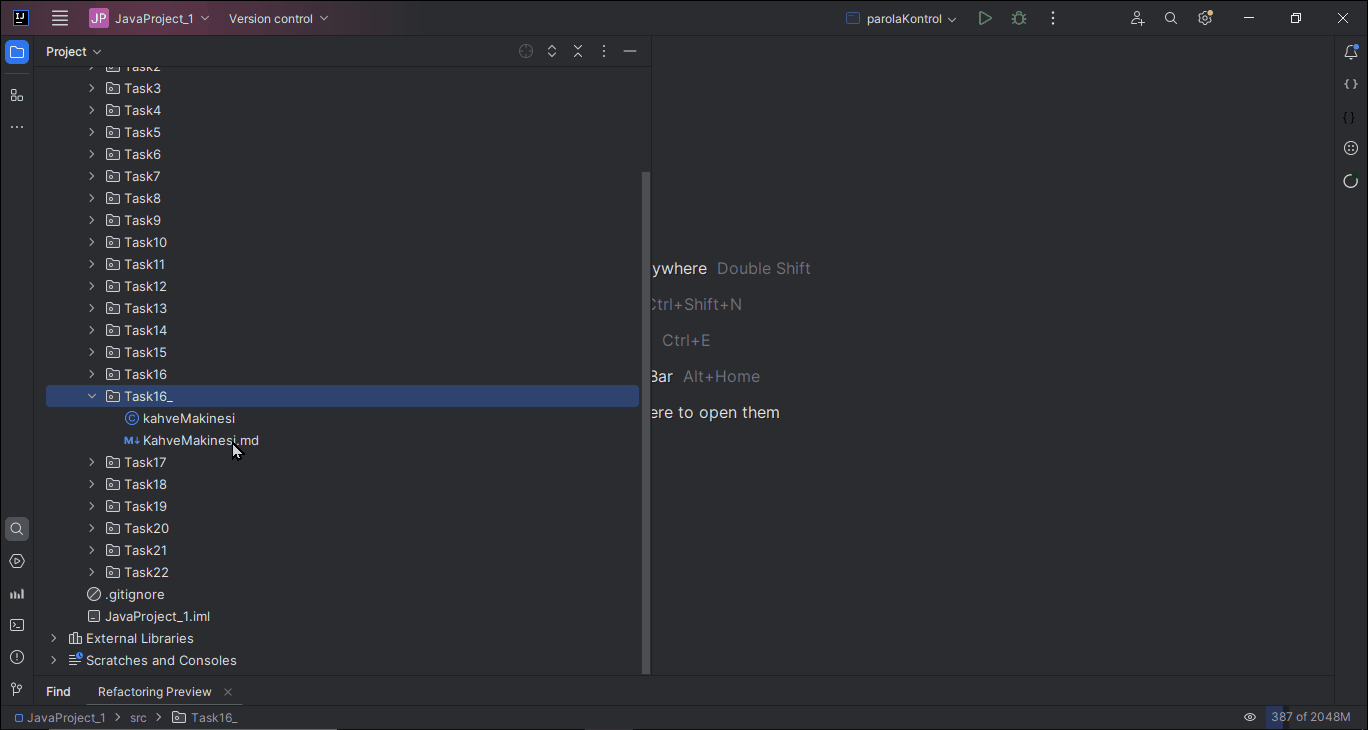 JP JavaProject_1 Version control parolaKontrol
Project
Task2
Task3
Task4
Task5
Task6
Task7
Task8
Task9
Task10
Task11
Task12
Task13
Task14
Task15
Task16
Task16_
kahveMakinesi
KahveMakinesi.md
Task17
Task18
Task19
Task20
Task21
Task22
.gitignore
JavaProject_1.iml
External Libraries
Scratches and Consoles
ywhere Double Shift
Ctrl+Shift+N
Ctrl+E
Bar Alt+Home
ere to open them
Find Refactoring Preview
JavaProject_1 > src > Task16_ 387 of 2048M